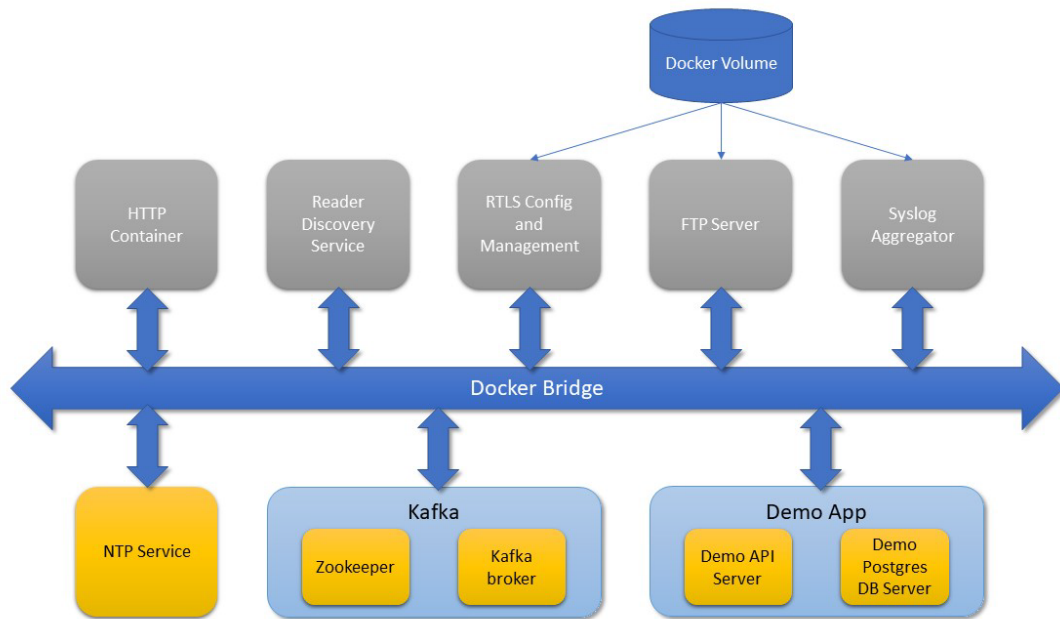 Docker Volume
HTTP
Container
Reader
Discovery
Service
RTLS Config
and
Management
FTP Server
Syslog
Aggregator
Docker Bridge
NTP Service
Kafka
Zookeeper
Kafka
broker
Demo App
Demo API
Server
Demo
Postgres
DB Server